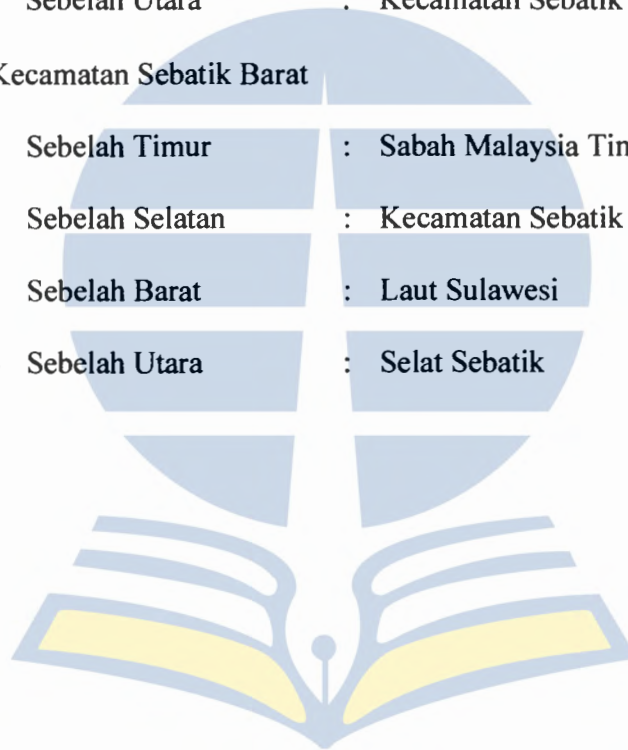 Sebelah Utara : Kecamatan Sebatik
Kecamatan Sebatik Barat
Sebelah Timur : Sabah Malaysia
Sebelah Selatan : Kecamatan Sebatik
Sebelah Barat : Laut Sulawesi
Sebelah Utara : Selat Sebatik